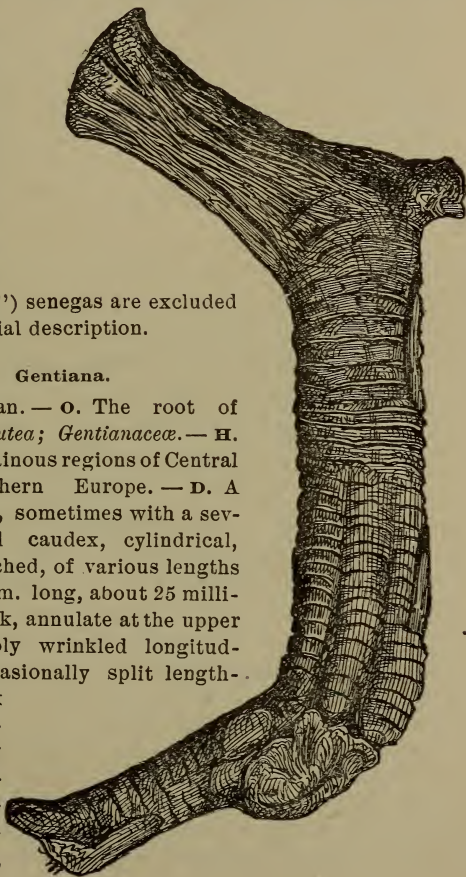 ') senegas are excluded
ial description.
Gentiana.
an. — O. The root of
utea; Gentianaceæ. — H.
ainous regions of Central
hern Europe. — D. A
, sometimes with a sev-
l caudex, cylindrical,
ched, of various lengths
m. long, about 25 milli-
k, annulate at the upper
ly wrinkled longitud-
asionally split length-